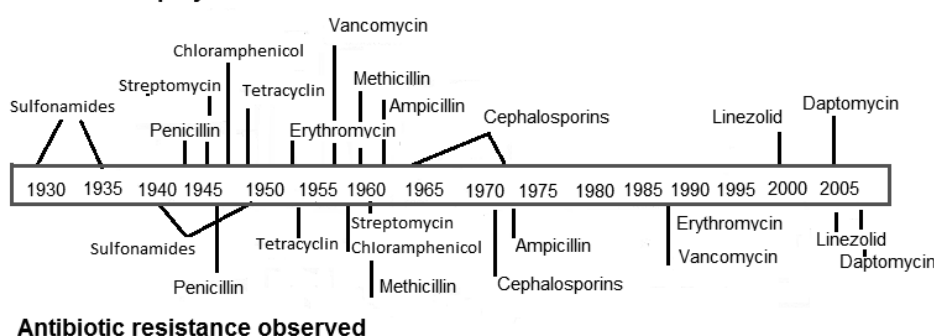 Vancomycin
Chloramphenicol
Methicillin
Streptomycin
Tetracyclin
Ampillin
Sulfonamides
Daptomycin
Cephalosporins
Linezolid
Penicillin
Erythromycin
1930 1935 1940 1945 1950 1955 1960 1965 1970 1975 1980 1985 1990 1995 2000 2005
Streptomycin
Erythromycin
Sulfonamides
Tetracyclin
Chloramphenicol
Ampillin
Linezolid
Vancomycin
Daptomycin
Penicillin
Methicillin
Cephalosporins
Antibiotic resistance observed